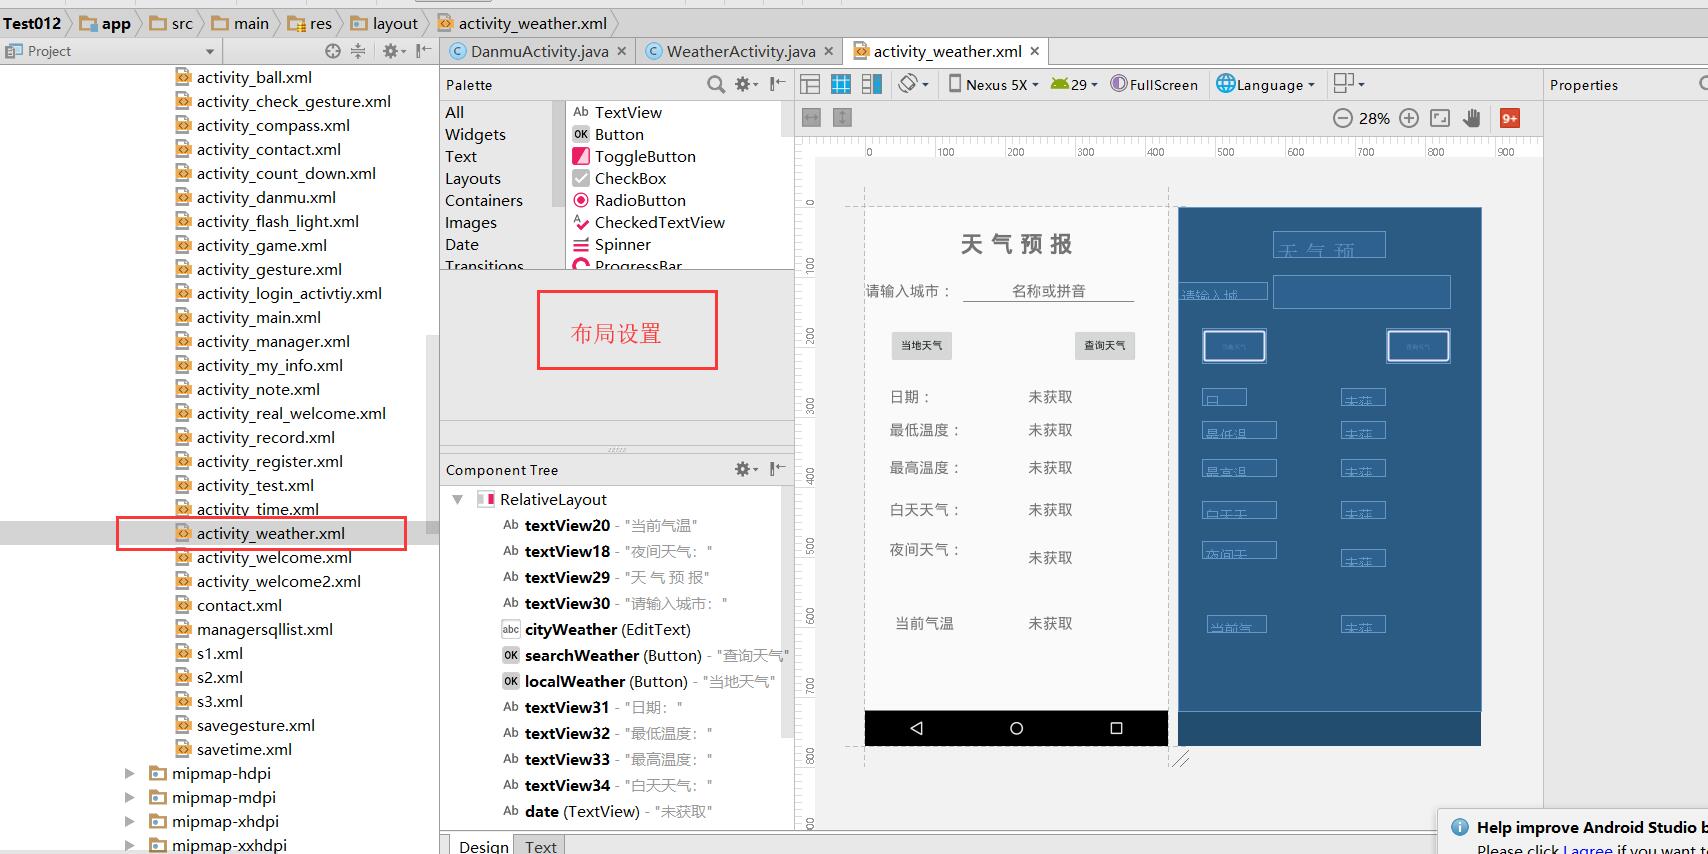 Test012 app src main res layout activity_weather.xml
Project
DanmuActivity.java WeatherActivity.java activity_weather.xml
activity_ball.xml
activity_check_gesture.xml
activity_compass.xml
activity_contact.xml
activity_count_down.xml
activity_danmu.xml
activity_flash_light.xml
activity_game.xml
activity_gesture.xml
activity_login_activtiy.xml
activity_main.xml
activity_manager.xml
activity_my_info.xml
activity_note.xml
activity_real_welcome.xml
activity_record.xml
activity_register.xml
activity_test.xml
activity_time.xml
activity_weather.xml
activity_welcome.xml
activity_welcome2.xml
contact.xml
managersqllist.xml
s1.xml
s2.xml
s3.xml
savegesture.xml
savetime.xml
mipmap-hdpi
mipmap-mdpi
mipmap-xhdpi
mipmap-xxhdpi
Palette
All
Widgets
Text
Layouts
Containers
Images
Date
Transitions
Ab TextView
OK Button
ToggleButton
CheckBox
RadioButton
CheckedTextView
Spinner
ProgressBar
布局设置
Component Tree
RelativeLayout
Ab textView20 - "当前气温"
Ab textView18 - "夜间天气："
Ab textView29 - "天 气 预 报"
Ab textView30 - "请输入城市："
abc cityWeather (EditText)
OK searchWeather (Button) - "查询天气"
OK localWeather (Button) - "当地天气"
Ab textView31 - "日期："
Ab textView32 - "最低温度："
Ab textView33 - "最高温度："
Ab textView34 - "白天天气："
Ab date (TextView) - "未获取"
Design Text
Nexus 5X 29 FullScreen Language
28% 9+
0 100 200 300 400 500 600 700 800 900
0
100
200
300
400
500
600
700
800
900
天 气 预 报
请输入城市： 名称或拼音
当地天气 查询天气
日期： 未获取
最低温度： 未获取
最高温度： 未获取
白天天气： 未获取
夜间天气： 未获取
当前气温 未获取
天 气 预
请输入城
日 未获
最低温 未获
最高温 未获
白天天 未获
夜间天 未获
当前气 未获
Properties
Help improve Android Studio b
Please click I agree if you want t